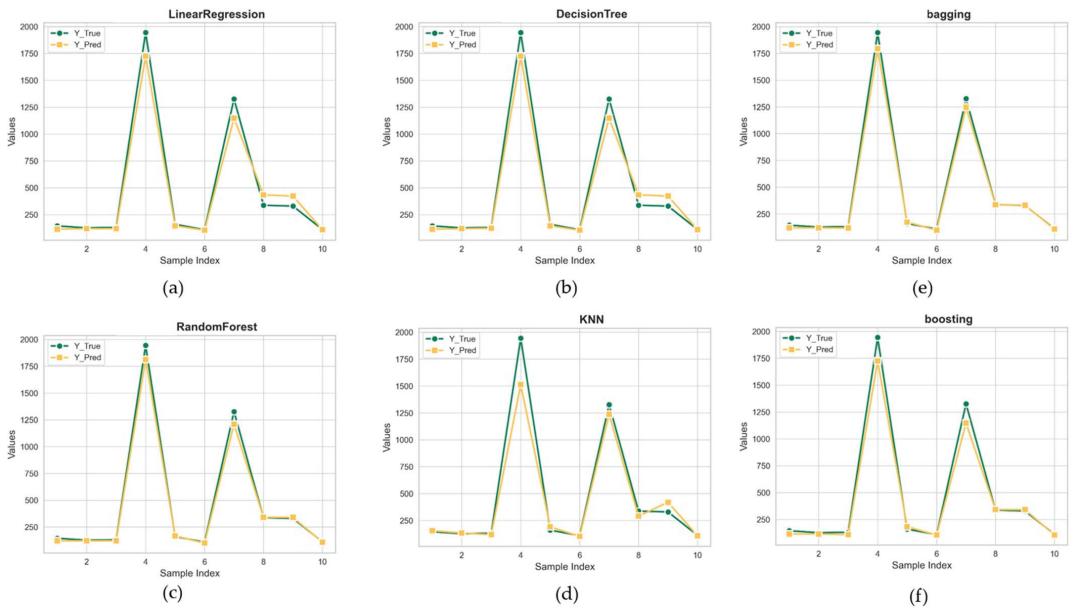 LinearRegression
2000
1750
1500
1250
1000
750
500
250
Values
Y_True
Y_Pred
2 4 6 8 10
Sample Index
(a)
DecisionTree
2000
1750
1500
1250
1000
750
500
250
Values
Y_True
Y_Pred
2 4 6 8 10
Sample Index
(b)
bagging
2000
1750
1500
1250
1000
750
500
250
Values
Y_True
Y_Pred
2 4 6 8 10
Sample Index
(e)
RandomForest
2000
1750
1500
1250
1000
750
500
250
Values
Y_True
Y_Pred
2 4 6 8 10
Sample Index
(c)
KNN
2000
1750
1500
1250
1000
750
500
250
Values
Y_True
Y_Pred
2 4 6 8 10
Sample Index
(d)
boosting
2000
1750
1500
1250
1000
750
500
250
Values
Y_True
Y_Pred
2 4 6 8 10
Sample Index
(f)